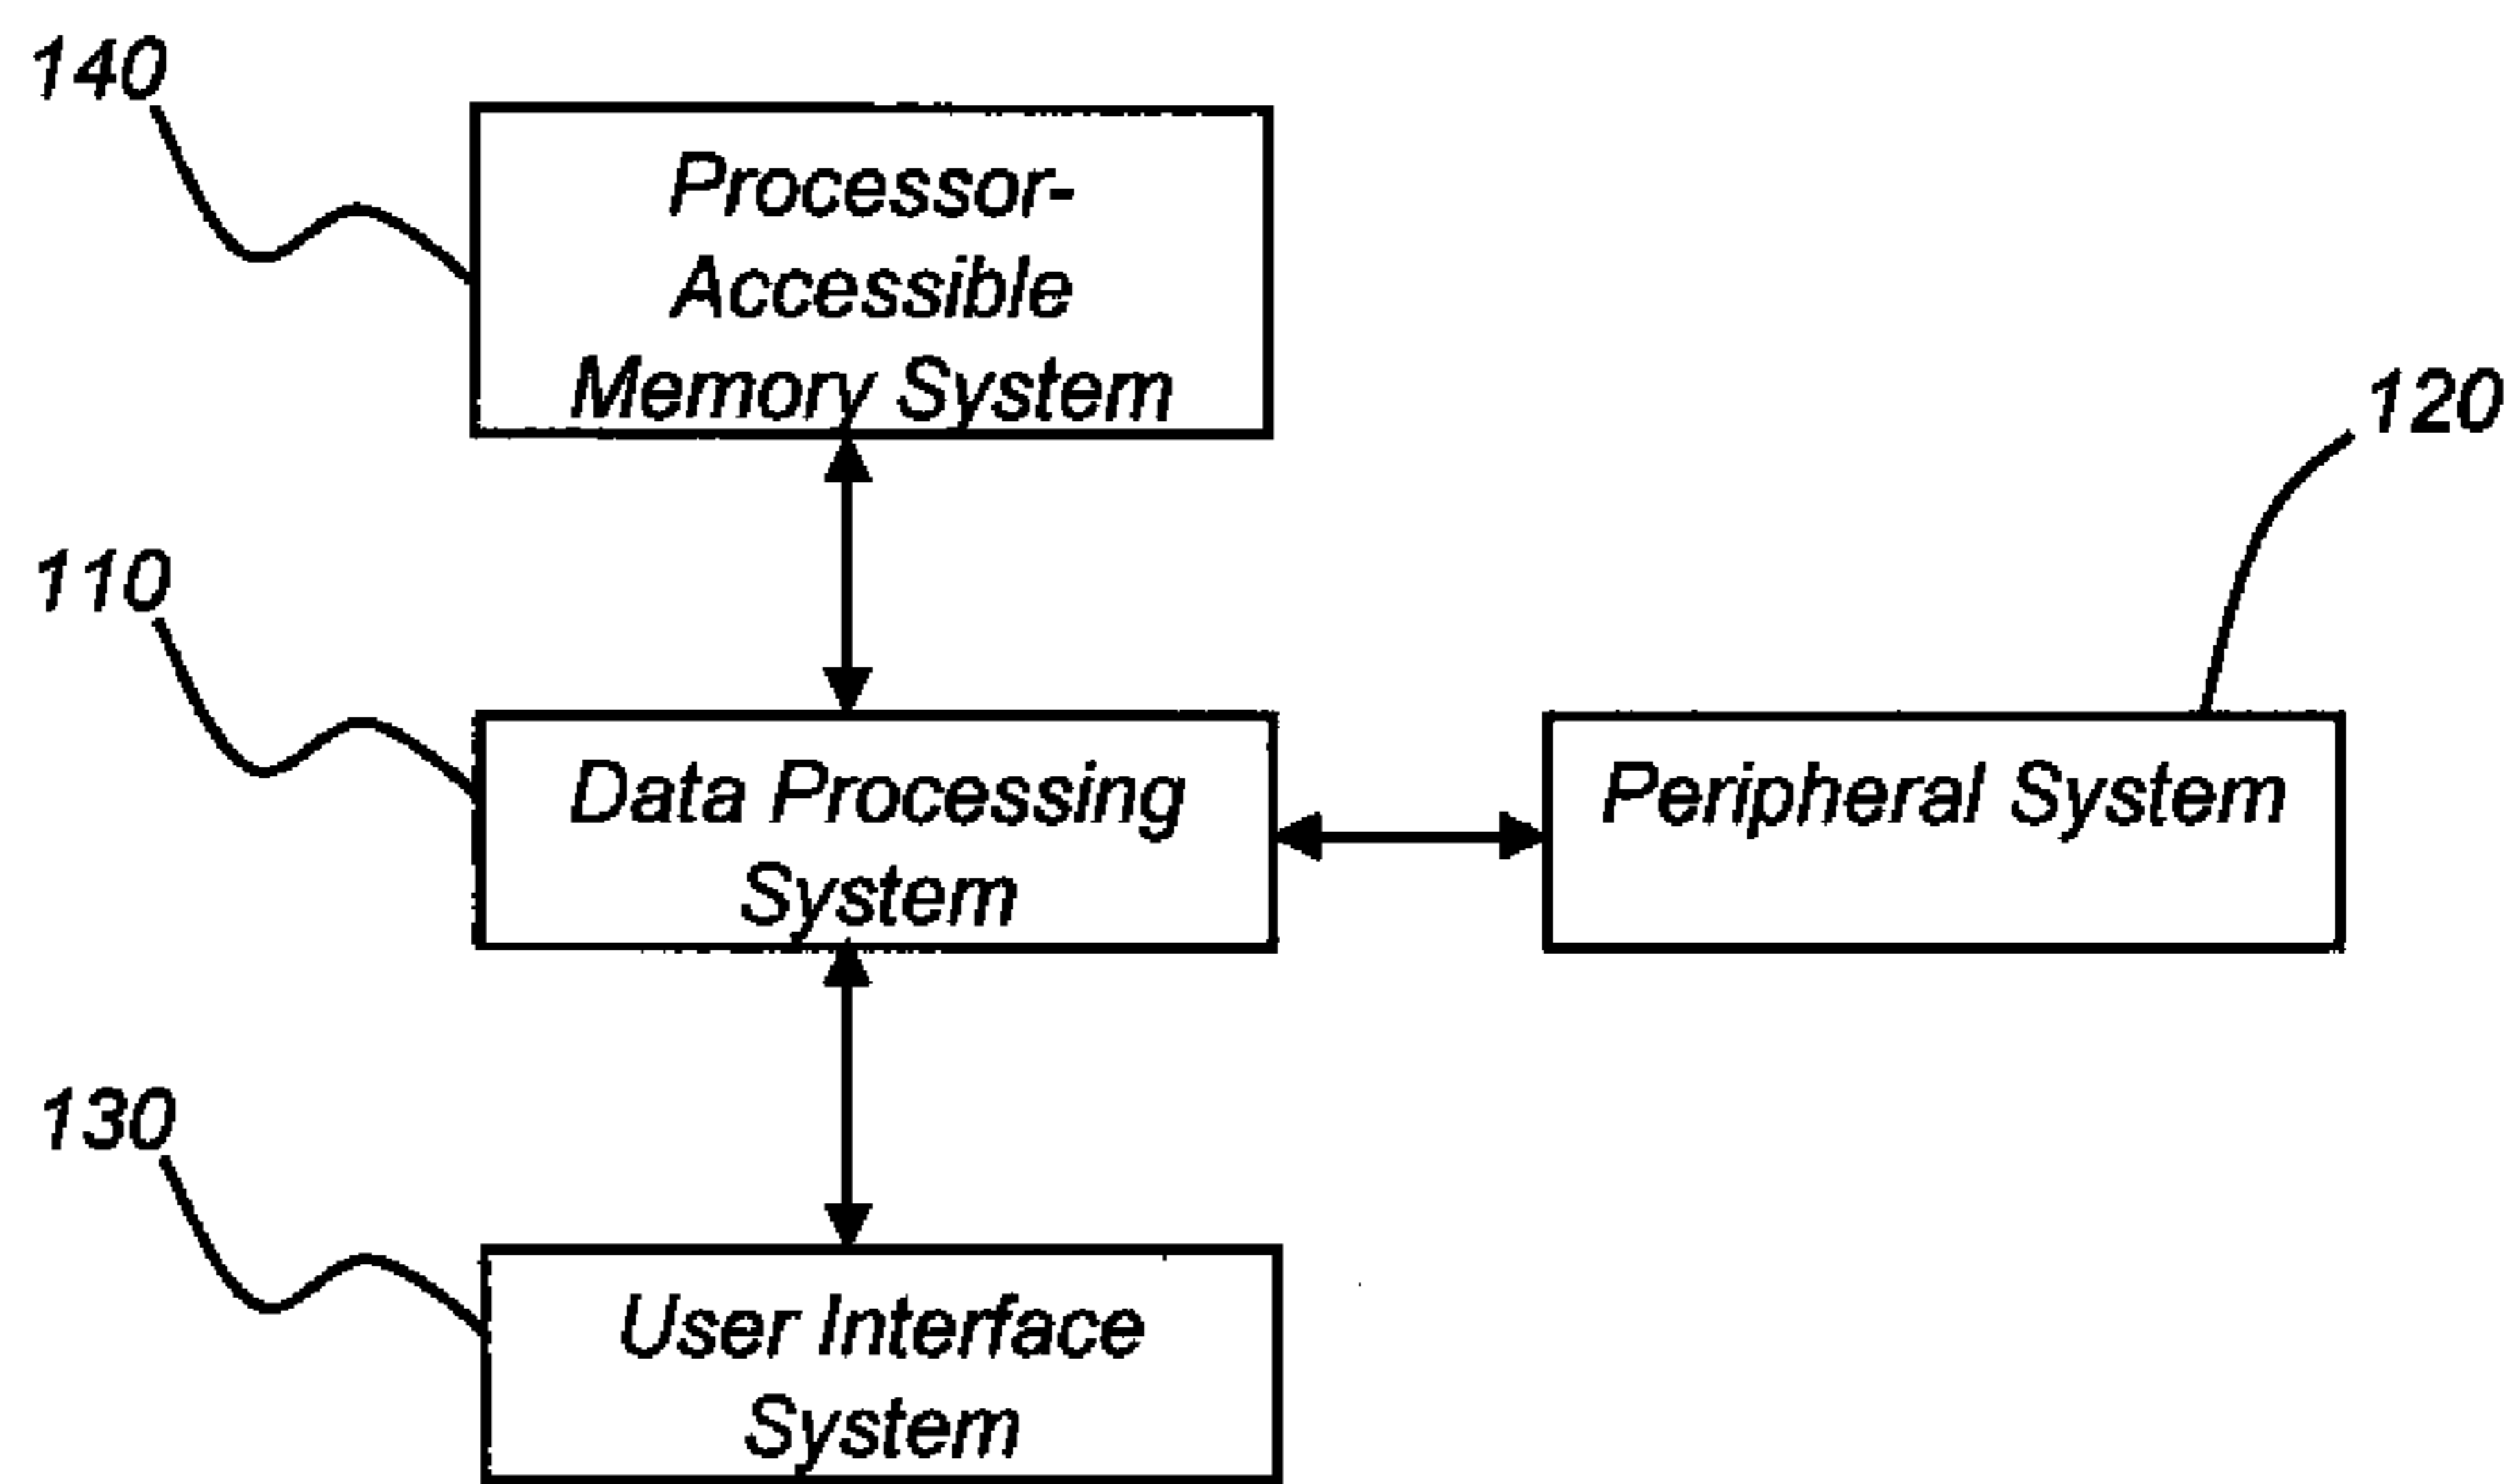 140
Processor-
Accessible
Memory System
120
110
Data Processing
System
Peripheral System
130
User Interface
System